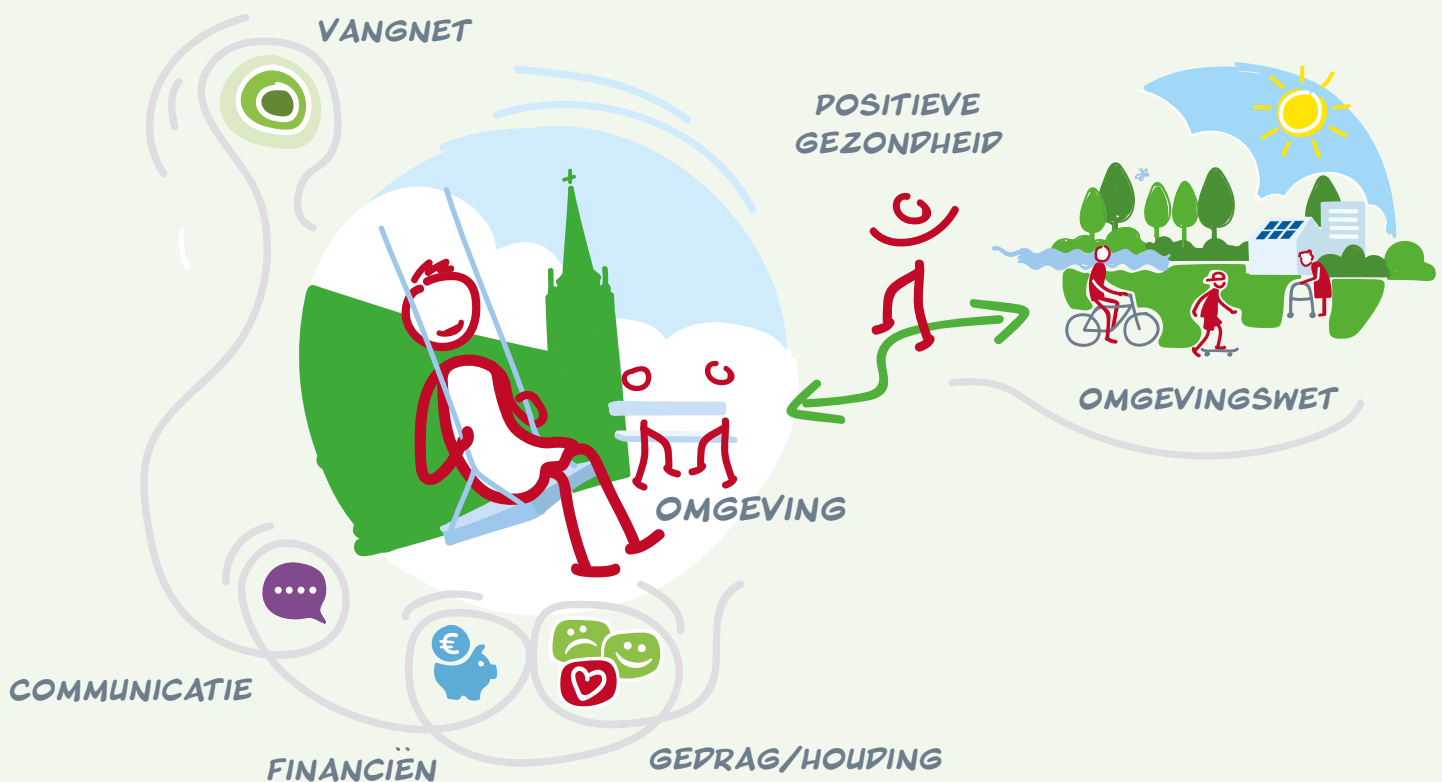 VANGNET
POSITIEVE
GEZONDHEID
OMGEVINGSWET
OMGEVING
COMMUNICATIE
€
FINANCIËN
GEDRAG/HOUDING